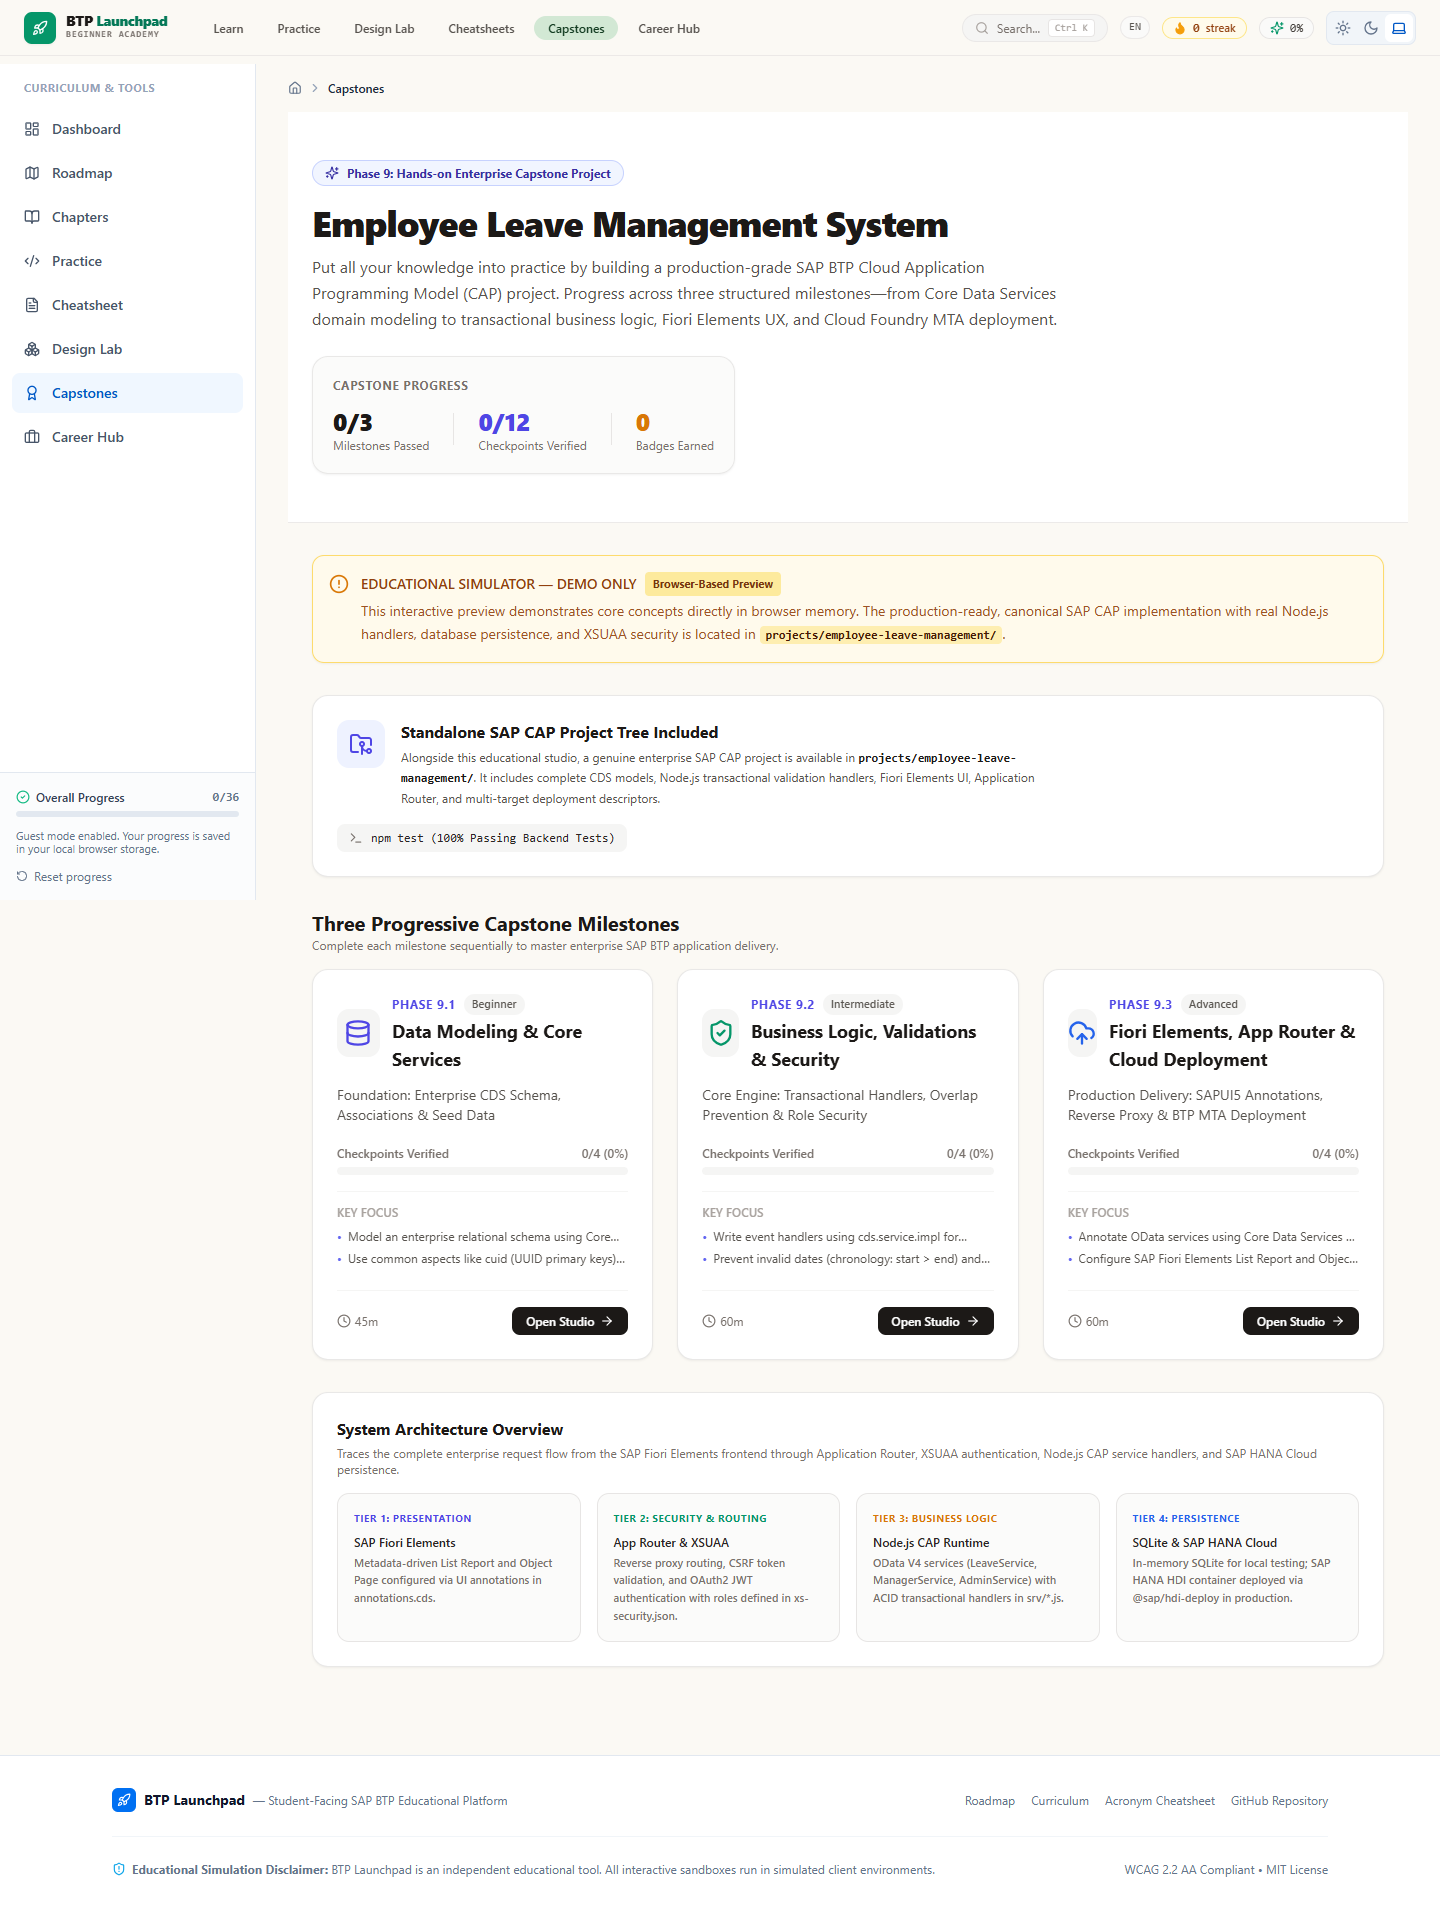 BTP Launchpad
BEGINNER ACADEMY
Learn
Practice
Design Lab
Cheatsheets
Capstones
Career Hub
Search...
Ctrl K
EN
0 streak
0%
CURRICULUM & TOOLS
Dashboard
Roadmap
Chapters
Practice
Cheatsheet
Design Lab
Capstones
Career Hub
Overall Progress
0/36
Guest mode enabled. Your progress is saved
in your local browser storage.
Reset progress
Capstones
Phase 9: Hands-on Enterprise Capstone Project
Employee Leave Management System
Put all your knowledge into practice by building a production-grade SAP BTP Cloud Application
Programming Model (CAP) project. Progress across three structured milestones—from Core Data Services
domain modeling to transactional business logic, Fiori Elements UX, and Cloud Foundry MTA deployment.
CAPSTONE PROGRESS
0/3
Milestones Passed
0/12
Checkpoints Verified
0
Badges Earned
EDUCATIONAL SIMULATOR — DEMO ONLY
Browser-Based Preview
This interactive preview demonstrates core concepts directly in browser memory. The production-ready, canonical SAP CAP implementation with real Node.js
handlers, database persistence, and XSUAA security is located in projects/employee-leave-management/ .
Standalone SAP CAP Project Tree Included
Alongside this educational studio, a genuine enterprise SAP CAP project is available in projects/employee-leave-
management/. It includes complete CDS models, Node.js transactional validation handlers, Fiori Elements UI, Application
Router, and multi-target deployment descriptors.
npm test (100% Passing Backend Tests)
Three Progressive Capstone Milestones
Complete each milestone sequentially to master enterprise SAP BTP application delivery.
PHASE 9.1
Beginner
Data Modeling & Core
Services
Foundation: Enterprise CDS Schema,
Associations & Seed Data
Checkpoints Verified
0/4 (0%)
KEY FOCUS
• Model an enterprise relational schema using Core...
• Use common aspects like cuid (UUID primary keys)...
45m
Open Studio
PHASE 9.2
Intermediate
Business Logic, Validations
& Security
Core Engine: Transactional Handlers, Overlap
Prevention & Role Security
Checkpoints Verified
0/4 (0%)
KEY FOCUS
• Write event handlers using cds.service.impl for...
• Prevent invalid dates (chronology: start > end) and...
60m
Open Studio
PHASE 9.3
Advanced
Fiori Elements, App Router &
Cloud Deployment
Production Delivery: SAPUI5 Annotations,
Reverse Proxy & BTP MTA Deployment
Checkpoints Verified
0/4 (0%)
KEY FOCUS
• Annotate OData services using Core Data Services ...
• Configure SAP Fiori Elements List Report and Objec...
60m
Open Studio
System Architecture Overview
Traces the complete enterprise request flow from the SAP Fiori Elements frontend through Application Router, XSUAA authentication, Node.js CAP service handlers, and SAP HANA Cloud
persistence.
TIER 1: PRESENTATION
SAP Fiori Elements
Metadata-driven List Report and Object
Page configured via UI annotations in
annotations.cds.
TIER 2: SECURITY & ROUTING
App Router & XSUAA
Reverse proxy routing, CSRF token
validation, and OAuth2 JWT
authentication with roles defined in xs-
security.json.
TIER 3: BUSINESS LOGIC
Node.js CAP Runtime
OData V4 services (LeaveService,
ManagerService, AdminService) with
ACID transactional handlers in srv/*.js.
TIER 4: PERSISTENCE
SQLite & SAP HANA Cloud
In-memory SQLite for local testing; SAP
HANA HDI container deployed via
@sap/hdi-deploy in production.
BTP Launchpad — Student-Facing SAP BTP Educational Platform
Roadmap
Curriculum
Acronym Cheatsheet
GitHub Repository
Educational Simulation Disclaimer: BTP Launchpad is an independent educational tool. All interactive sandboxes run in simulated client environments.
WCAG 2.2 AA Compliant • MIT License